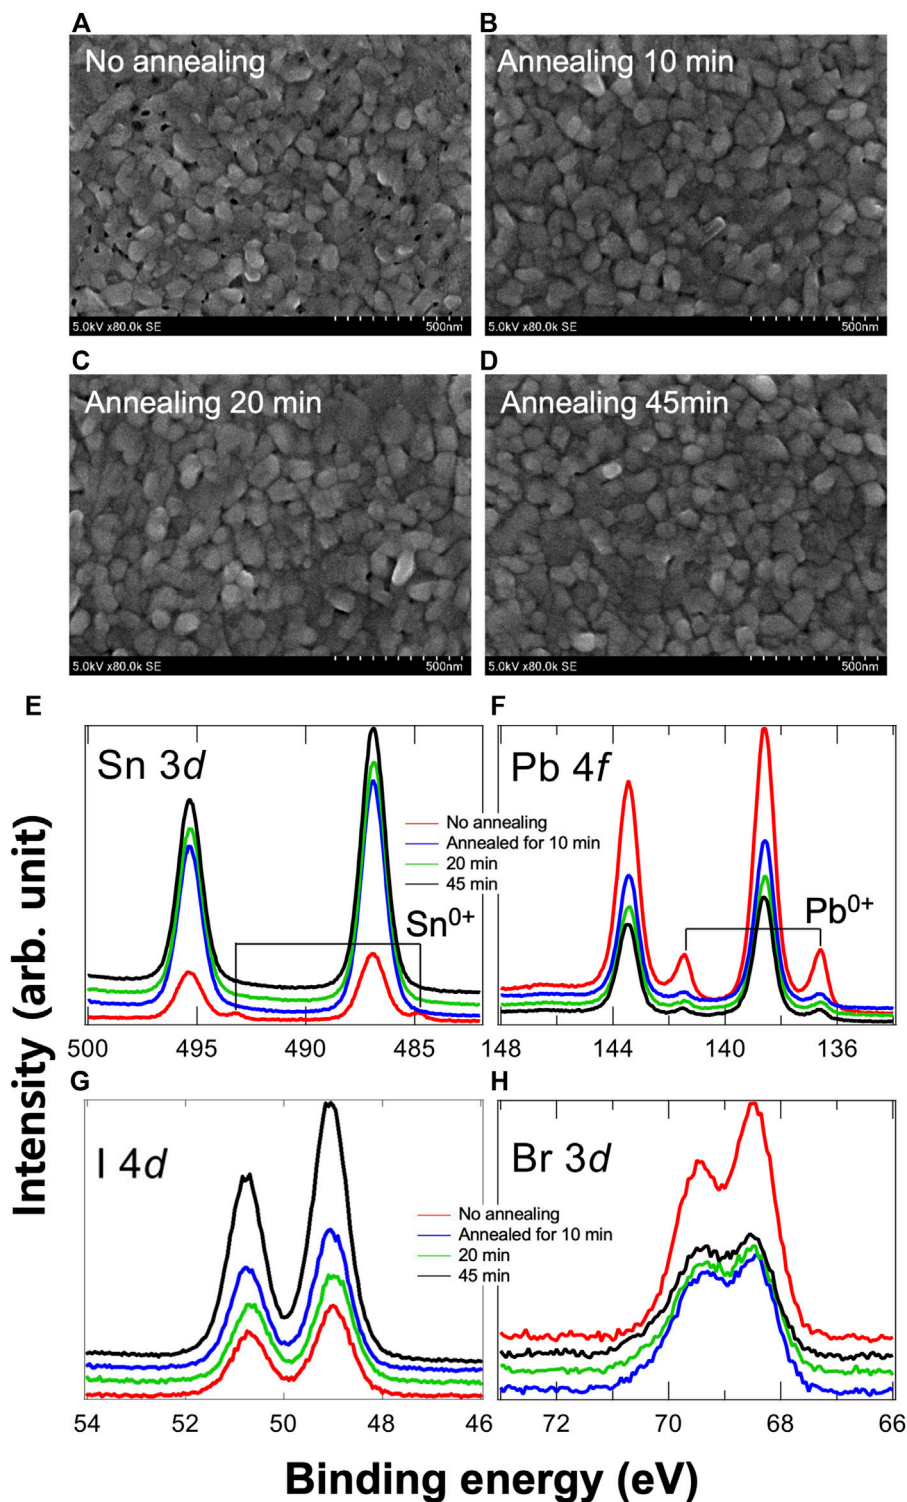 A
No annealing
5.0kV x80.0k SE
500nm
B
Annealing 10 min
5.0kV x80.0k SE
500nm
C
Annealing 20 min
5.0kV x80.0k SE
500nm
D
Annealing 45min
5.0kV x80.0k SE
500nm
Intensity (arb. unit)
E
Sn 3d
Sn⁰⁺
500
495
490
485
No annealing
Annealed for 10 min
20 min
45 min
F
Pb 4f
Pb⁰⁺
148
144
140
136
G
I 4d
54
52
50
48
46
No annealing
Annealed for 10 min
20 min
45 min
H
Br 3d
72
70
68
66
Binding energy (eV)